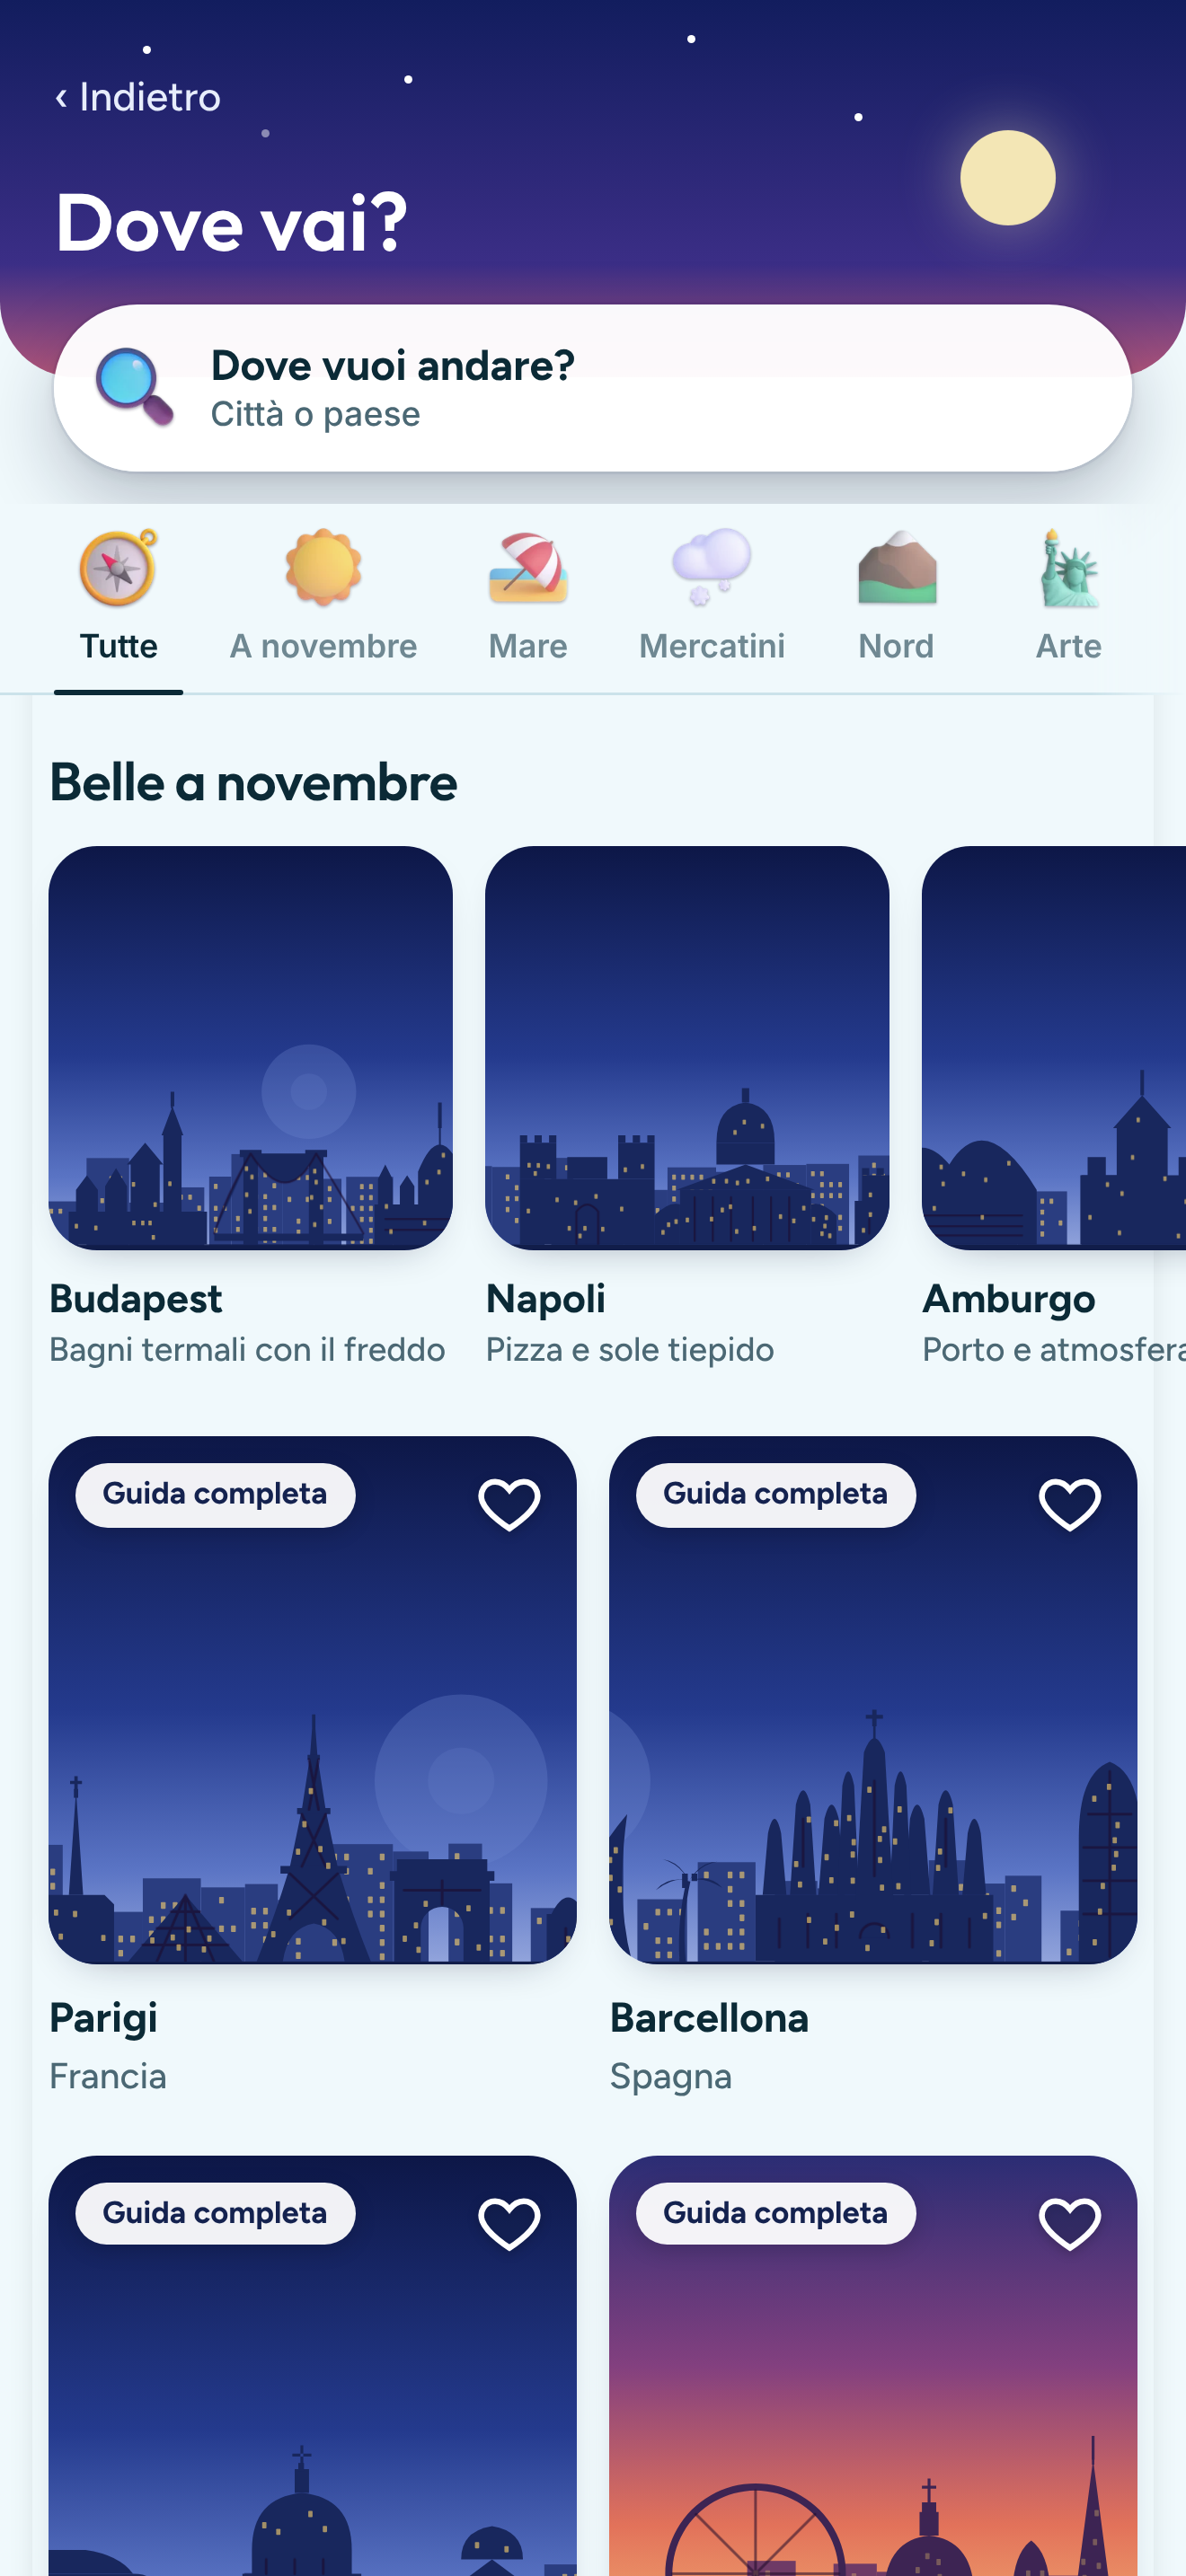 ‹ Indietro
Dove vai?
Dove vuoi andare?
Città o paese
Tutte
A novembre
Mare
Mercatini
Nord
Arte
Belle a novembre
Budapest
Bagni termali con il freddo
Napoli
Pizza e sole tiepido
Amburgo
Porto e atmosfera
Guida completa
Guida completa
Parigi
Francia
Barcellona
Spagna
Guida completa
Guida completa